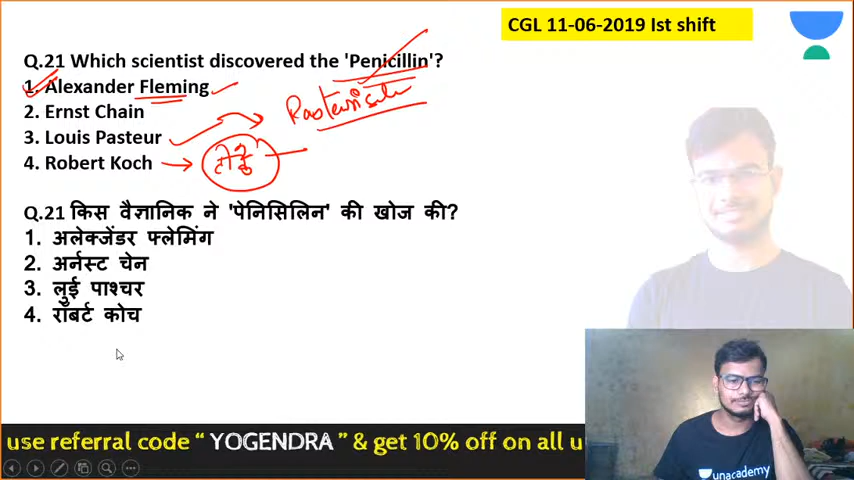 CGL 11-06-2019 Ist shift
Q.21 Which scientist discovered the 'Penicillin'?
1. Alexander Fleming
2. Ernst Chain
3. Louis Pasteur
4. Robert Koch
Q.21 किस वैज्ञानिक ने 'पेनिसिलिन' की खोज की?
1. अलेक्जेंडर फ्लेमिंग
2. अर्नस्ट चेन
3. लुई पाश्चर
4. रॉबर्ट कोच
use referral code “ YOGENDRA ” & get 10% off on all u
unacademy